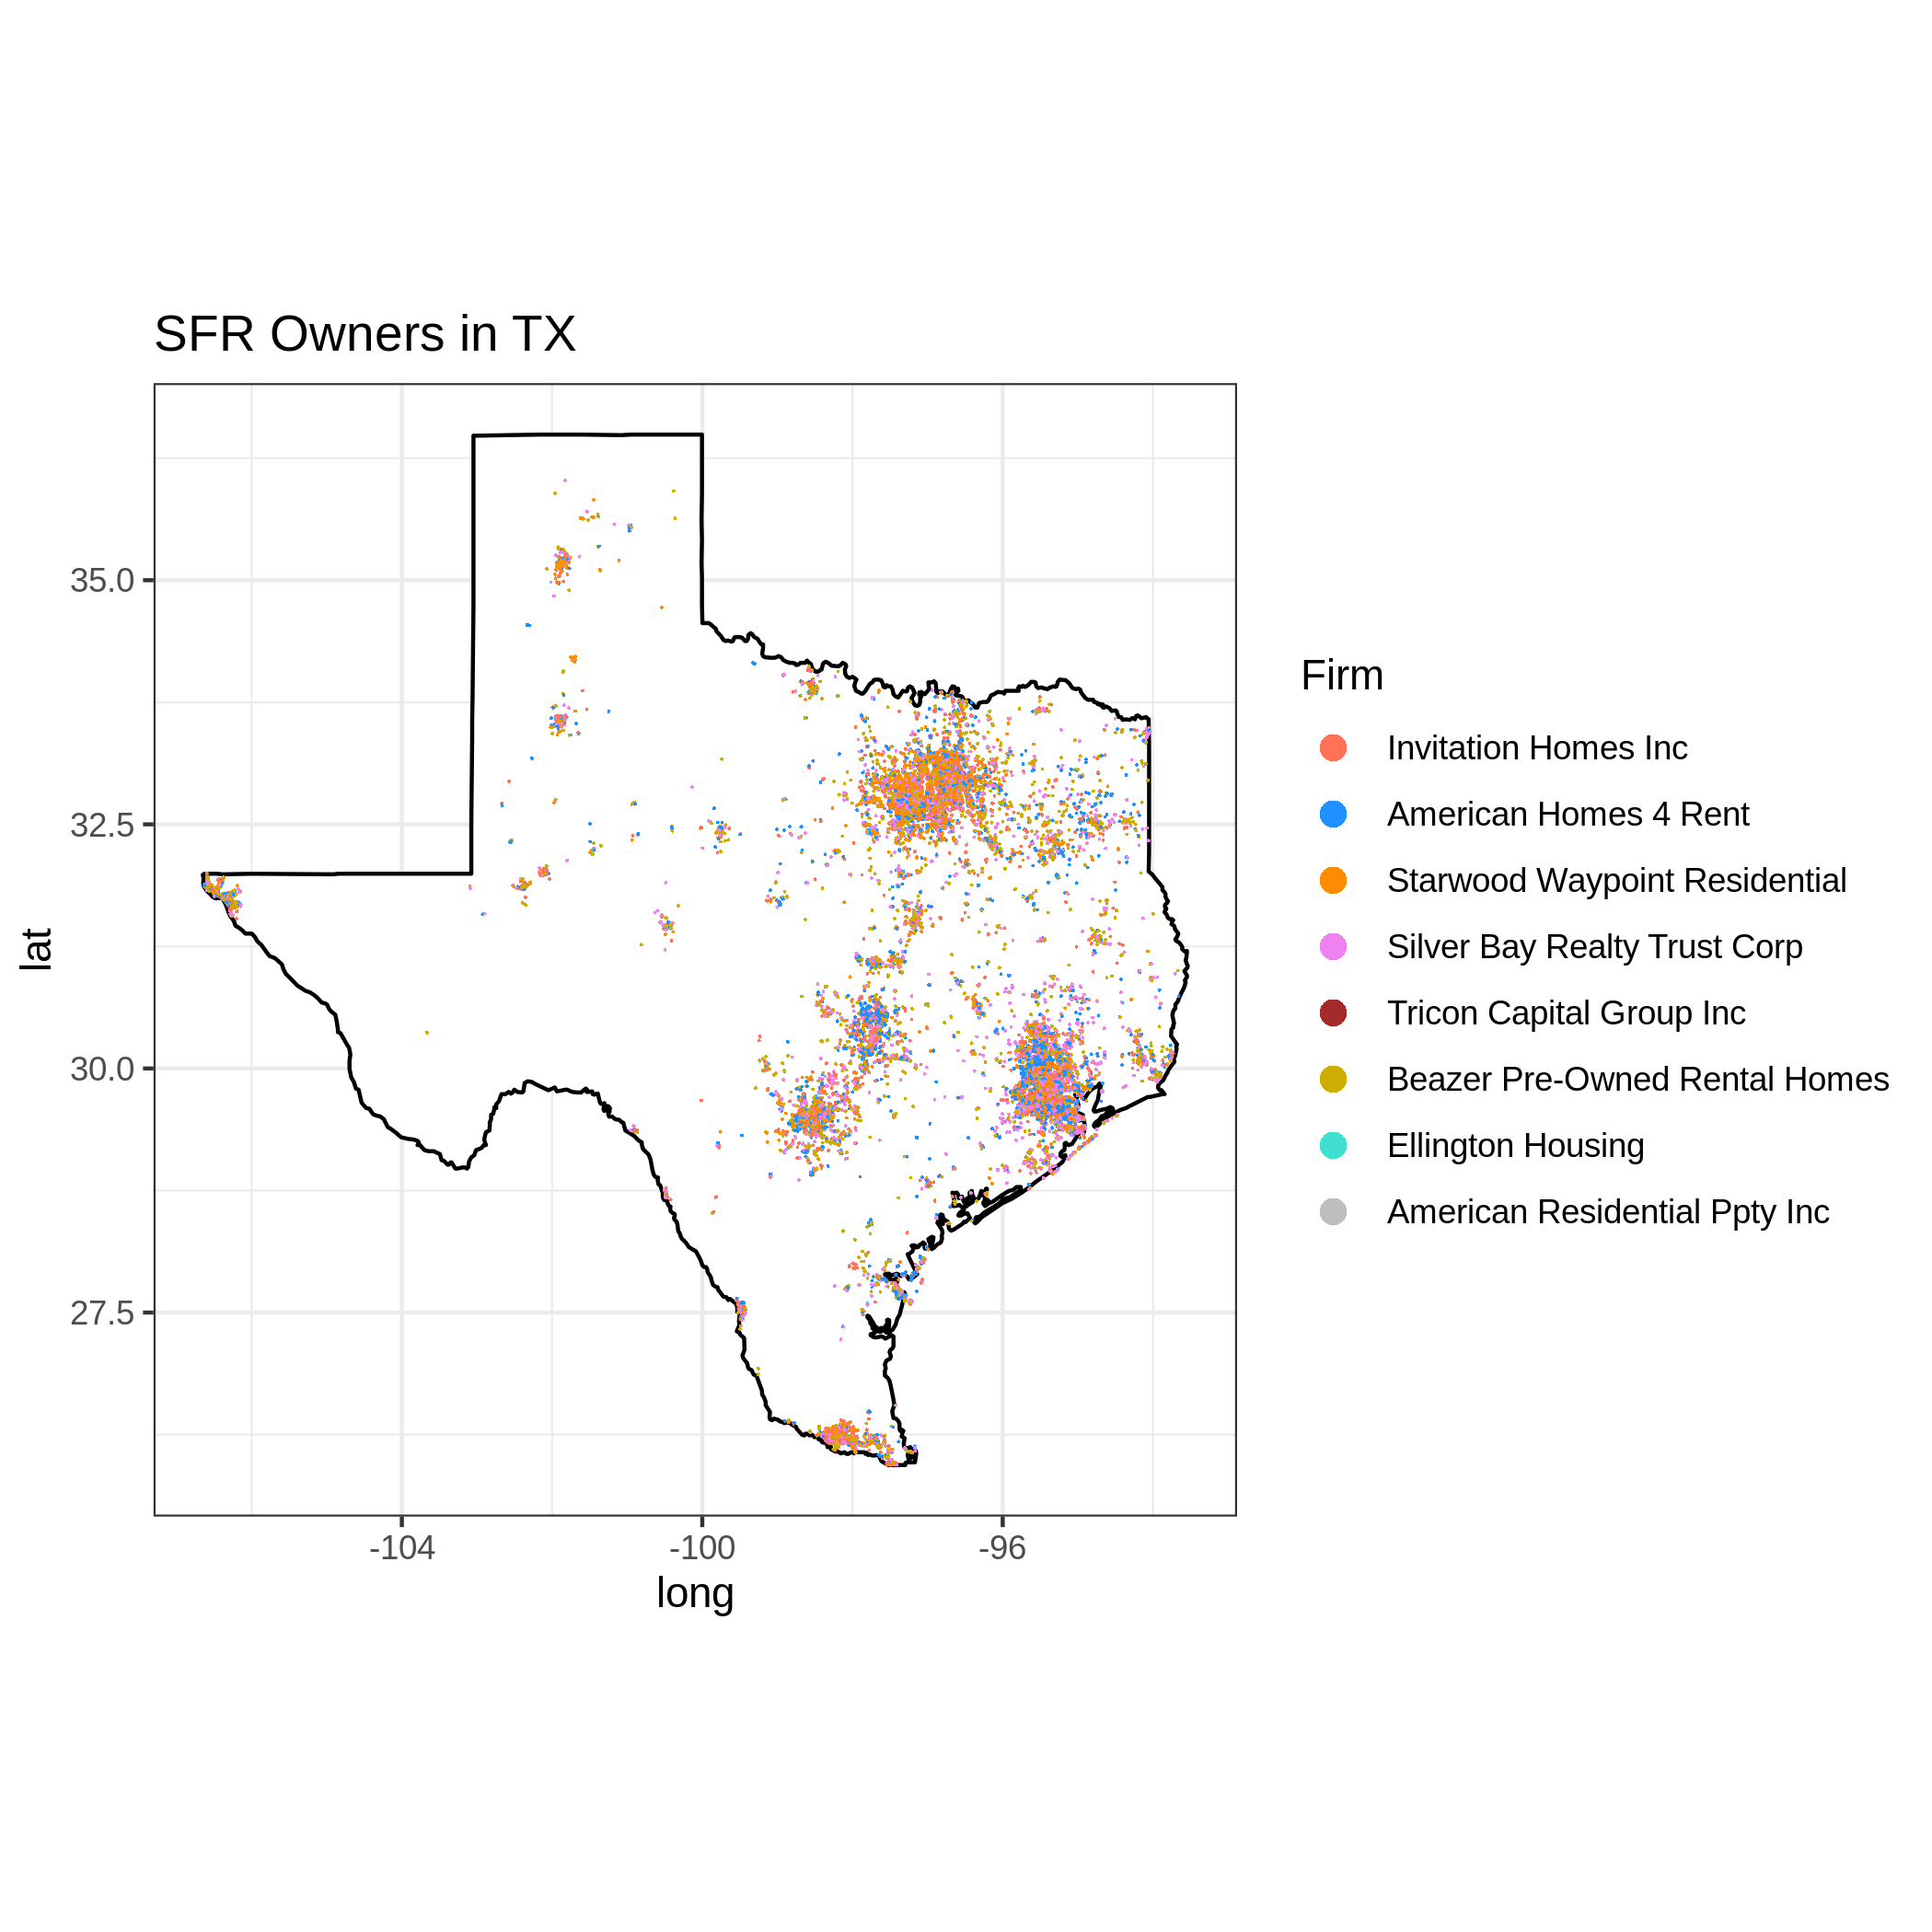 SFR Owners in TX
35.0
32.5
30.0
27.5
lat
-104
-100
-96
long
Firm
Invitation Homes Inc
American Homes 4 Rent
Starwood Waypoint Residential
Silver Bay Realty Trust Corp
Tricon Capital Group Inc
Beazer Pre-Owned Rental Homes
Ellington Housing
American Residential Ppty Inc